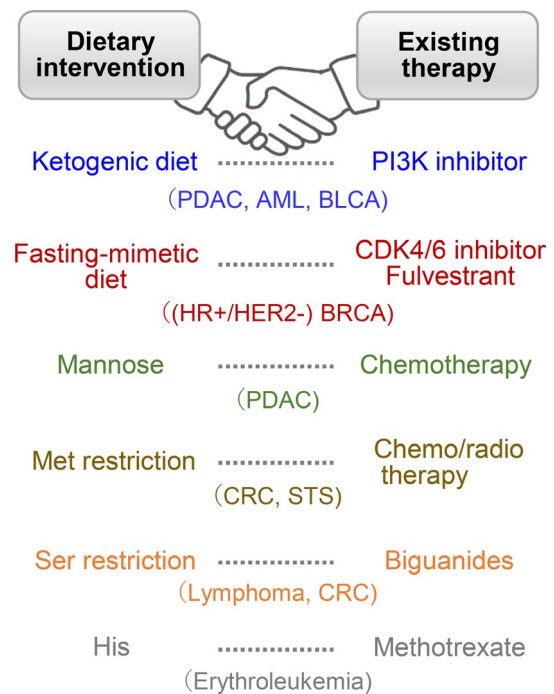 Dietary
intervention
Existing
therapy
Ketogenic diet
PI3K inhibitor
(PDAC, AML, BLCA)
Fasting-mimetic
diet
CDK4/6 inhibitor
Fulvestrant
((HR+/HER2-) BRCA)
Mannose
Chemotherapy
(PDAC)
Met restriction
Chemo/radio
therapy
(CRC, STS)
Ser restriction
Biguanides
(Lymphoma, CRC)
His
Methotrexate
(Erythroleukemia)